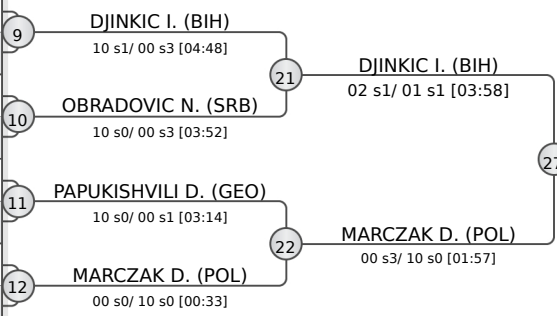 9
DJINKIC I. (BIH)
10 s1/ 00 s3 [04:48]
21
DJINKIC I. (BIH)
02 s1/ 01 s1 [03:58]
10
OBRADOVIC N. (SRB)
10 s0/ 00 s3 [03:52]
27
11
PAPUKISHVILI D. (GEO)
10 s0/ 00 s1 [03:14]
22
MARCZAK D. (POL)
00 s3/ 10 s0 [01:57]
12
MARCZAK D. (POL)
00 s0/ 10 s0 [00:33]